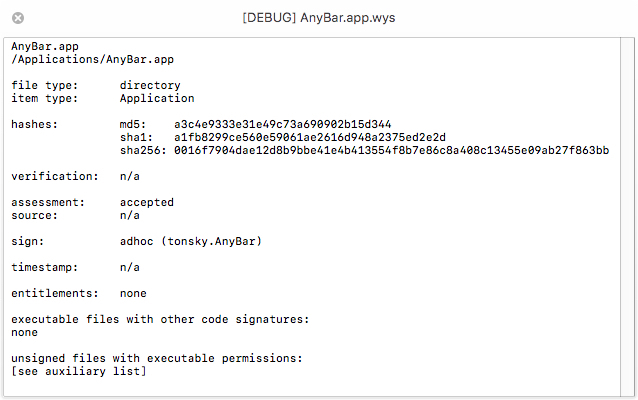 [DEBUG] AnyBar.app.wys
AnyBar.app
/Applications/AnyBar.app
file type: directory
item type: Application
hashes: md5: a3c4e9333e31e49c73a690902b15d344
sha1: a1fb8299ce560e59061ae2616d948a2375ed2e2d
sha256: 0016f7904dae12d8b9bbe41e4b413554f8b7e86c8a408c13455e09ab27f863bb
verification: n/a
assessment: accepted
source: n/a
sign: adhoc (tonsky.AnyBar)
timestamp: n/a
entitlements: none
executable files with other code signatures:
none
unsigned files with executable permissions:
[see auxiliary list]